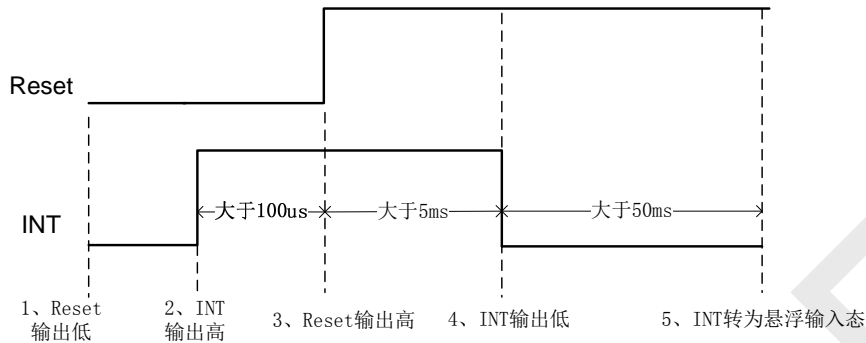 Reset
大于100us
大于5ms
大于50ms
INT
1、Reset
输出低
2、INT
输出高
3、Reset输出高
4、INT输出低
5、INT转为悬浮输入态